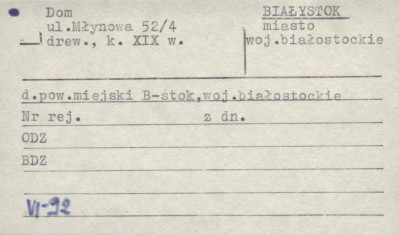 Dom
ul.Młynowa 52/4
drew., k. XIX w.
BIAŁYSTOK
miasto
woj.białostockie
d.pow.miejski B-stok,woj.białostockie
Nr rej. z dn.
ODZ
BDZ
VI-92